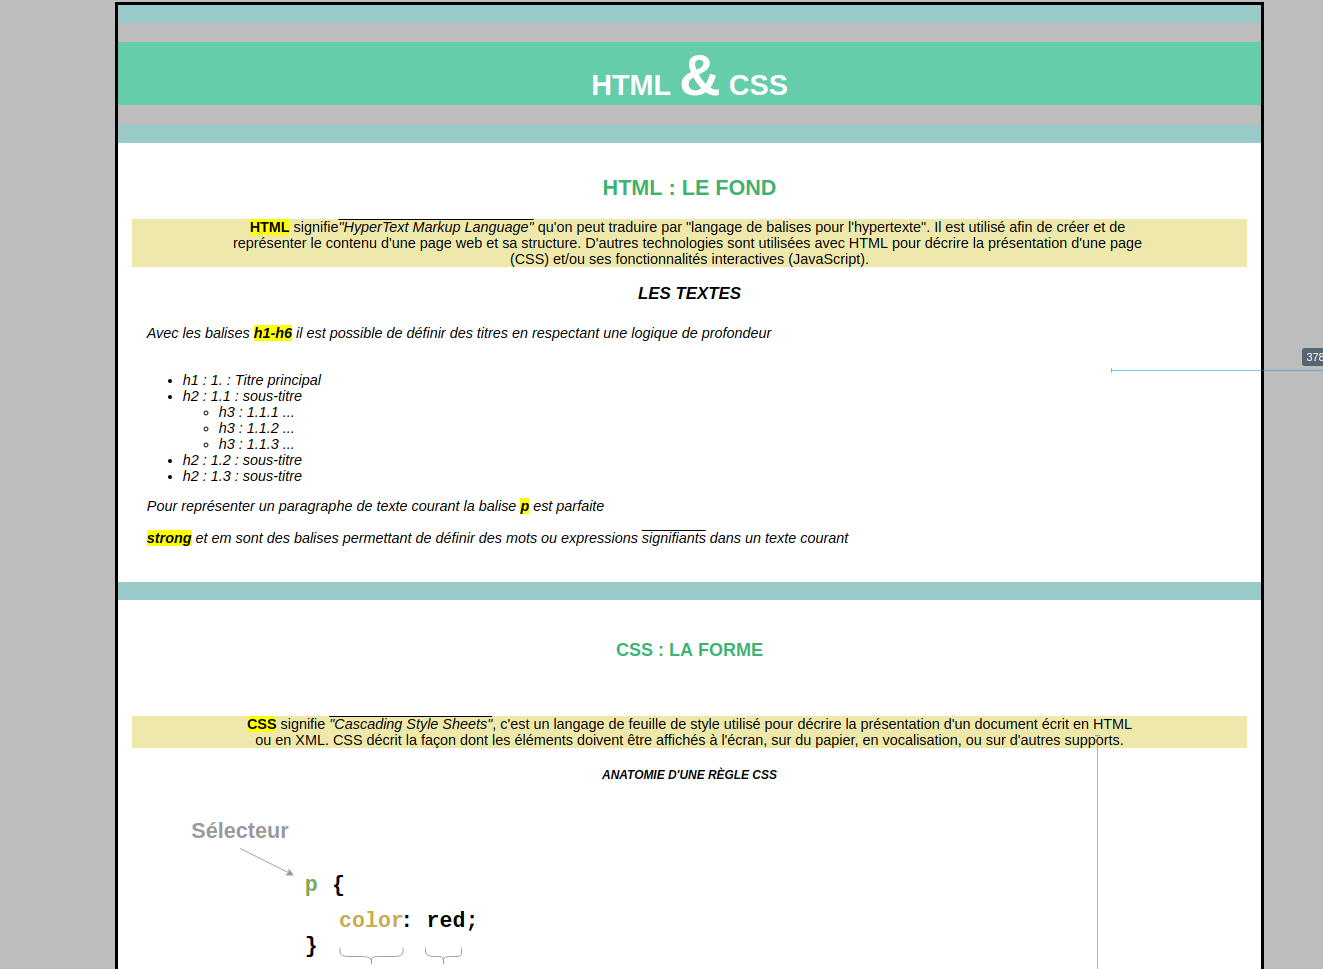 HTML & CSS
HTML : LE FOND
HTML signifie"HyperText Markup Language" qu'on peut traduire par "langage de balises pour l'hypertexte". Il est utilisé afin de créer et de
représenter le contenu d'une page web et sa structure. D'autres technologies sont utilisées avec HTML pour décrire la présentation d'une page
(CSS) et/ou ses fonctionnalités interactives (JavaScript).
LES TEXTES
Avec les balises h1-h6 il est possible de définir des titres en respectant une logique de profondeur
378
h1 : 1. : Titre principal
h2 : 1.1 : sous-titre
h3 : 1.1.1 ...
h3 : 1.1.2 ...
h3 : 1.1.3 ...
h2 : 1.2 : sous-titre
h2 : 1.3 : sous-titre
Pour représenter un paragraphe de texte courant la balise p est parfaite
strong et em sont des balises permettant de définir des mots ou expressions signifiants dans un texte courant
CSS : LA FORME
CSS signifie "Cascading Style Sheets", c'est un langage de feuille de style utilisé pour décrire la présentation d'un document écrit en HTML
ou en XML. CSS décrit la façon dont les éléments doivent être affichés à l'écran, sur du papier, en vocalisation, ou sur d'autres supports.
ANATOMIE D'UNE RÈGLE CSS
Sélecteur
p {
color: red;
}